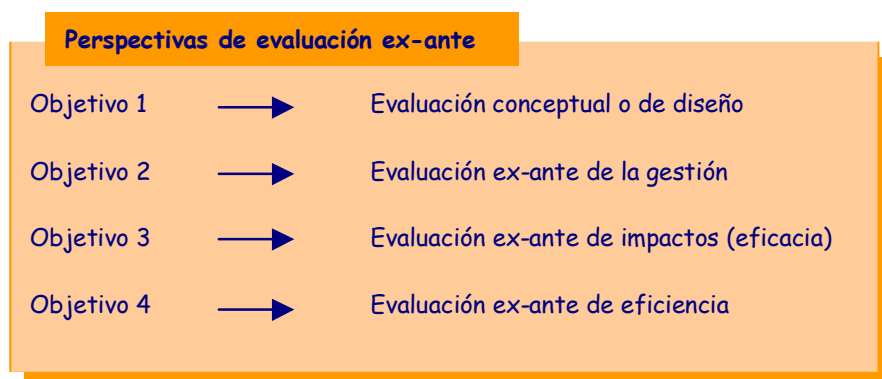 Perspectivas de evaluación ex-ante
Objetivo 1 Evaluación conceptual o de diseño
Objetivo 2 Evaluación ex-ante de la gestión
Objetivo 3 Evaluación ex-ante de impactos (eficacia)
Objetivo 4 Evaluación ex-ante de eficiencia